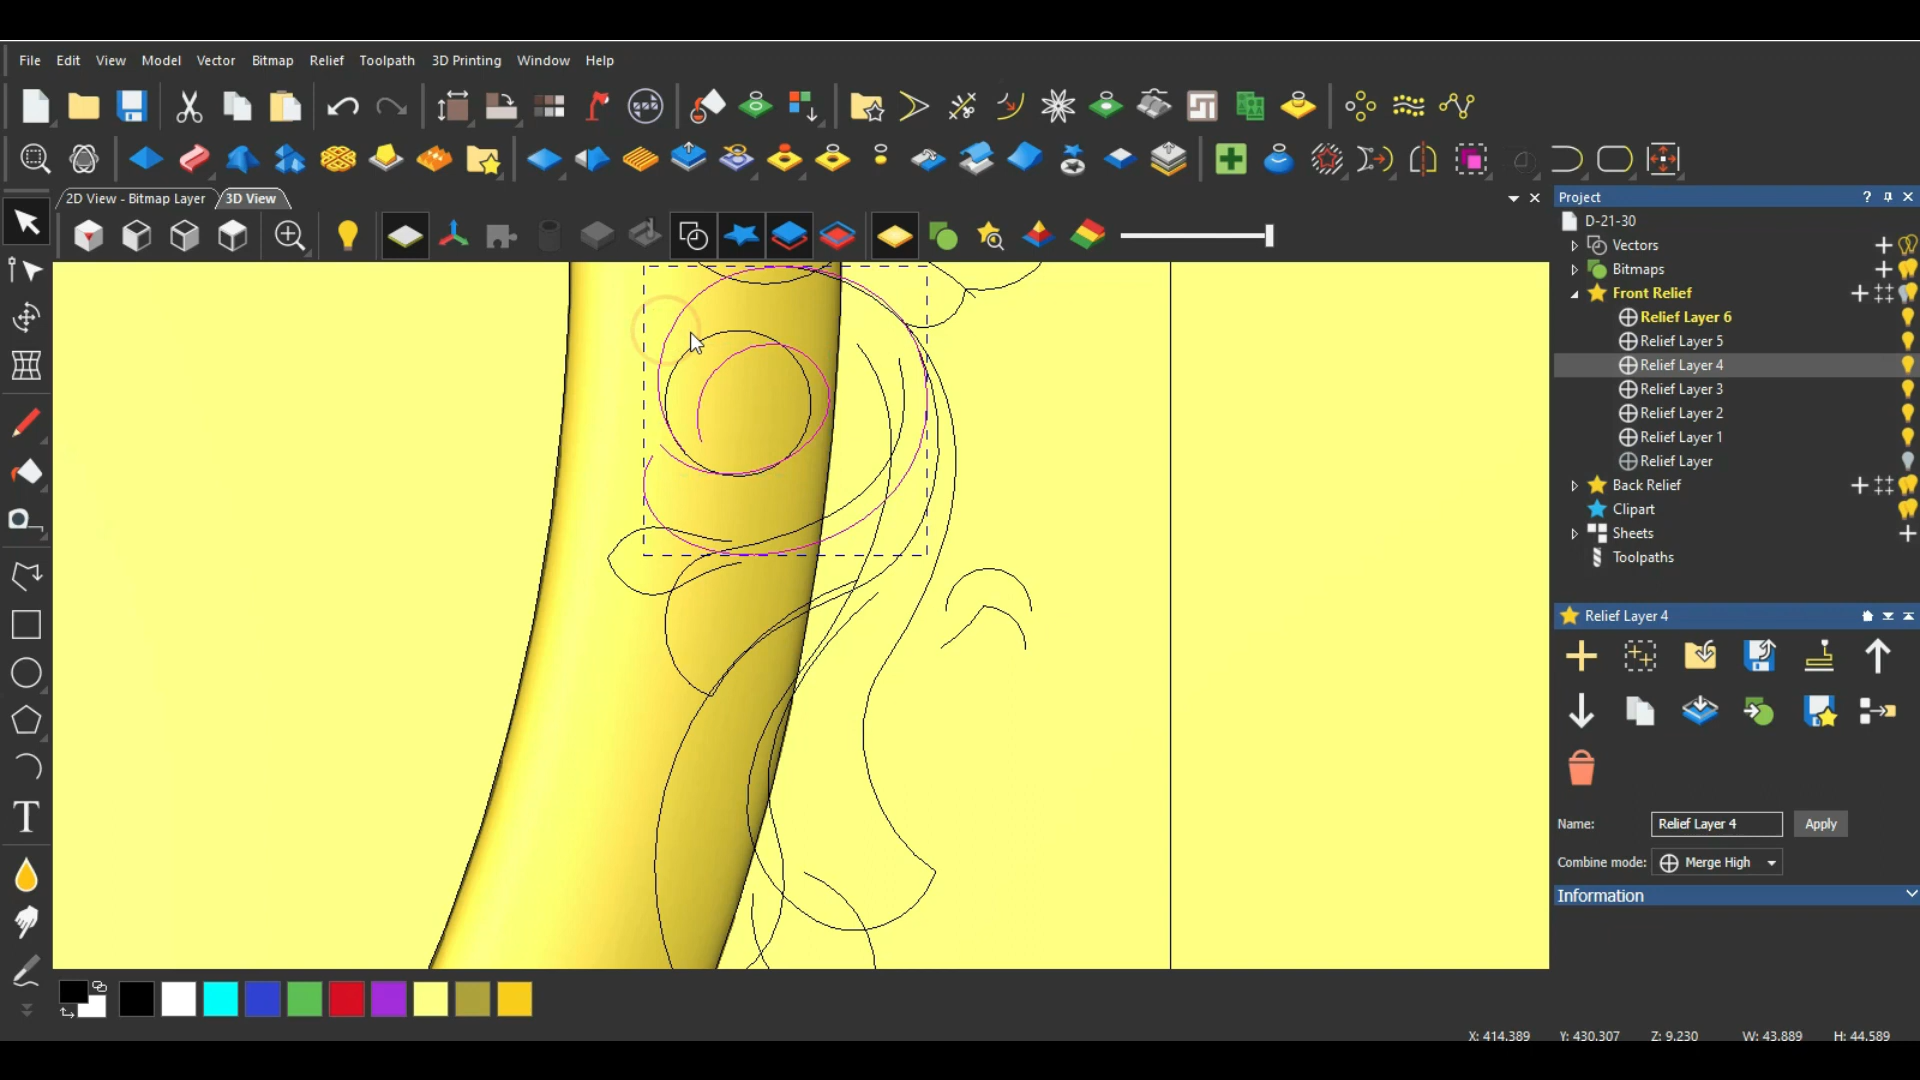 File Edit View Model Vector Bitmap Relief Toolpath 3D Printing Window Help
2D View - Bitmap Layer 3D View
Project
D-21-30
Vectors
Bitmaps
Front Relief
Relief Layer 6
Relief Layer 5
Relief Layer 4
Relief Layer 3
Relief Layer 2
Relief Layer 1
Relief Layer
Back Relief
Clipart
Sheets
Toolpaths
Relief Layer 4
Name: Relief Layer 4 Apply
Combine mode: Merge High
Information
X: 414.389 Y: 430.307 Z: 9.230 W: 43.889 H: 44.589